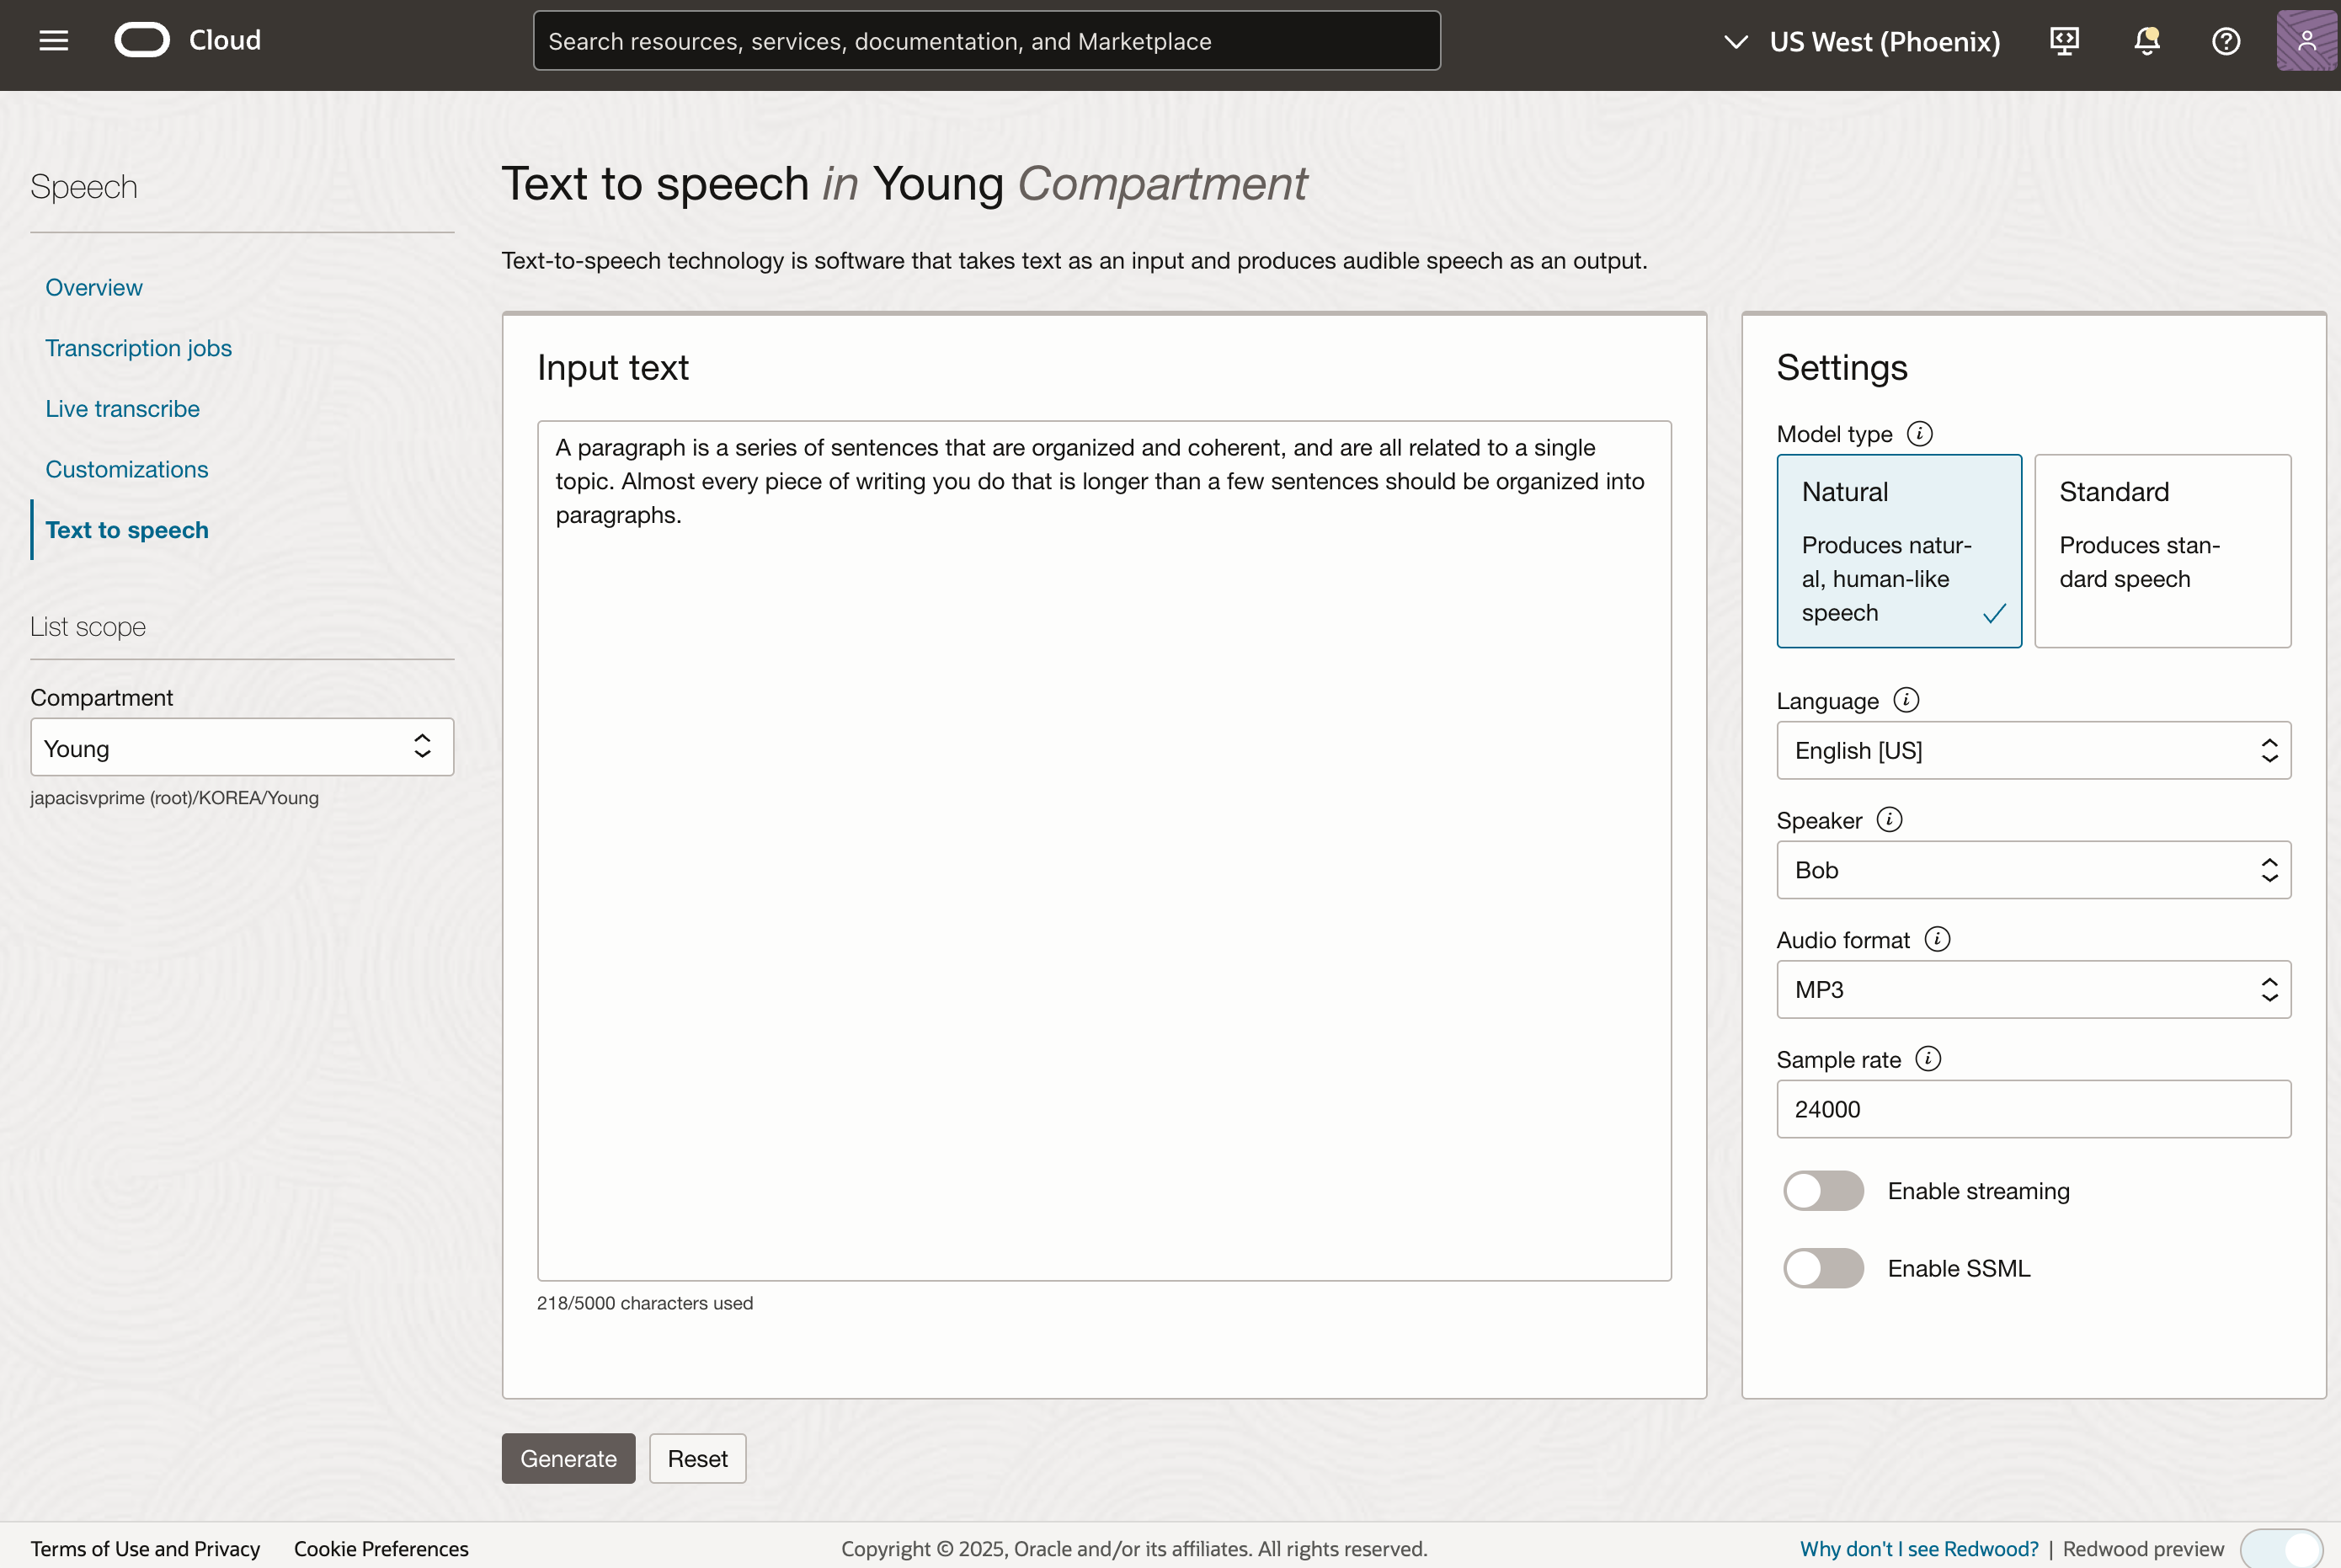 Cloud
Search resources, services, documentation, and Marketplace
US West (Phoenix)
Speech
Overview
Transcription jobs
Live transcribe
Customizations
Text to speech
List scope
Compartment
Young
japacisvprime (root)/KOREA/Young
Text to speech in Young Compartment
Text-to-speech technology is software that takes text as an input and produces audible speech as an output.
Input text
A paragraph is a series of sentences that are organized and coherent, and are all related to a single
topic. Almost every piece of writing you do that is longer than a few sentences should be organized into
paragraphs.
218/5000 characters used
Generate
Reset
Settings
Model type
Natural
Produces natur-
al, human-like
speech
Standard
Produces stan-
dard speech
Language
English [US]
Speaker
Bob
Audio format
MP3
Sample rate
24000
Enable streaming
Enable SSML
Terms of Use and Privacy
Cookie Preferences
Copyright © 2025, Oracle and/or its affiliates. All rights reserved.
Why don't I see Redwood? | Redwood preview